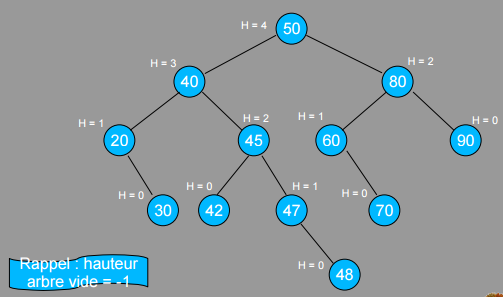 H = 4
50
H = 3
40
H = 2
80
H = 1
20
H = 2
45
H = 1
60
H = 0
90
H = 0
30
H = 0
42
H = 1
47
H = 0
70
H = 0
48
Rappel : hauteur
arbre vide = -1